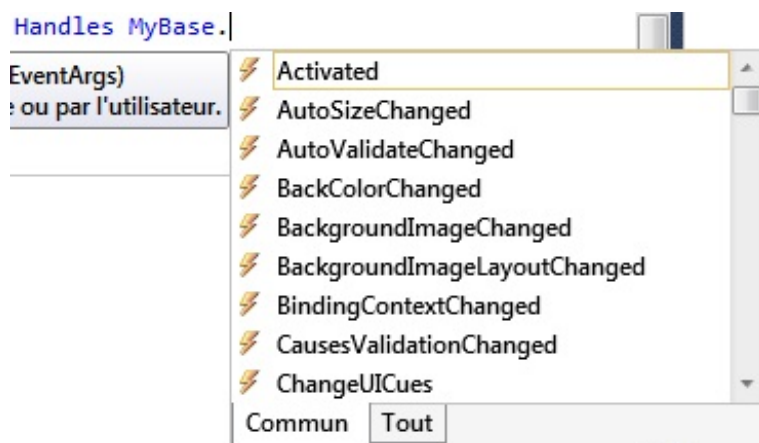 Handles MyBase.
EventArgs)
ou par l'utilisateur.
Activated
AutoSizeChanged
AutoValidateChanged
BackColorChanged
BackgroundImageChanged
BackgroundImageLayoutChanged
BindingContextChanged
CausesValidationChanged
ChangeUICues
Commun Tout